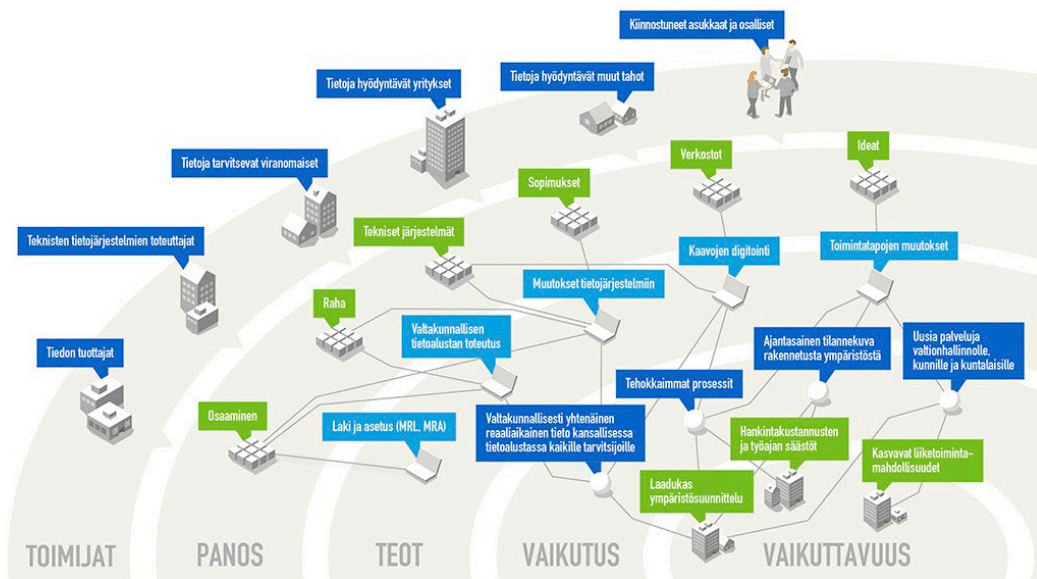 Kiinnostuneet asukkaat ja osalliset
Tietoja hyödyntävät yritykset
Tietoja hyödyntävät muut tahot
Tietoja tarvitsevat viranomaiset
Verkostot
Ideat
Sopimukset
Teknisten tietojärjestelmien toteuttajat
Tekniset järjestelmät
Kaavojen digitointi
Toimintatapojen muutokset
Muutokset tietojärjestelmiin
Raha
Valtakunnallisen
tietoalustan toteutus
Ajantasainen tilannekuva
rakennetusta ympäristöstä
Uusia palveluja
valtionhallinnolle,
kunnille ja kuntalaisille
Tiedon tuottajat
Tehokkaimmat prosessit
Osaaminen
Laki ja asetus (MRL, MRA)
Valtakunnallisesti yhtenäinen
reaaliaikainen tieto kansallisessa
tietoalustassa kaikille tarvitsijoille
Hankintakustannusten
ja työajan säästöt
Kasvavat liiketoiminta-
mahdollisuudet
Laadukas
ympäristösuunnittelu
TOIMIJAT
PANOS
TEOT
VAIKUTUS
VAIKUTTAVUUS